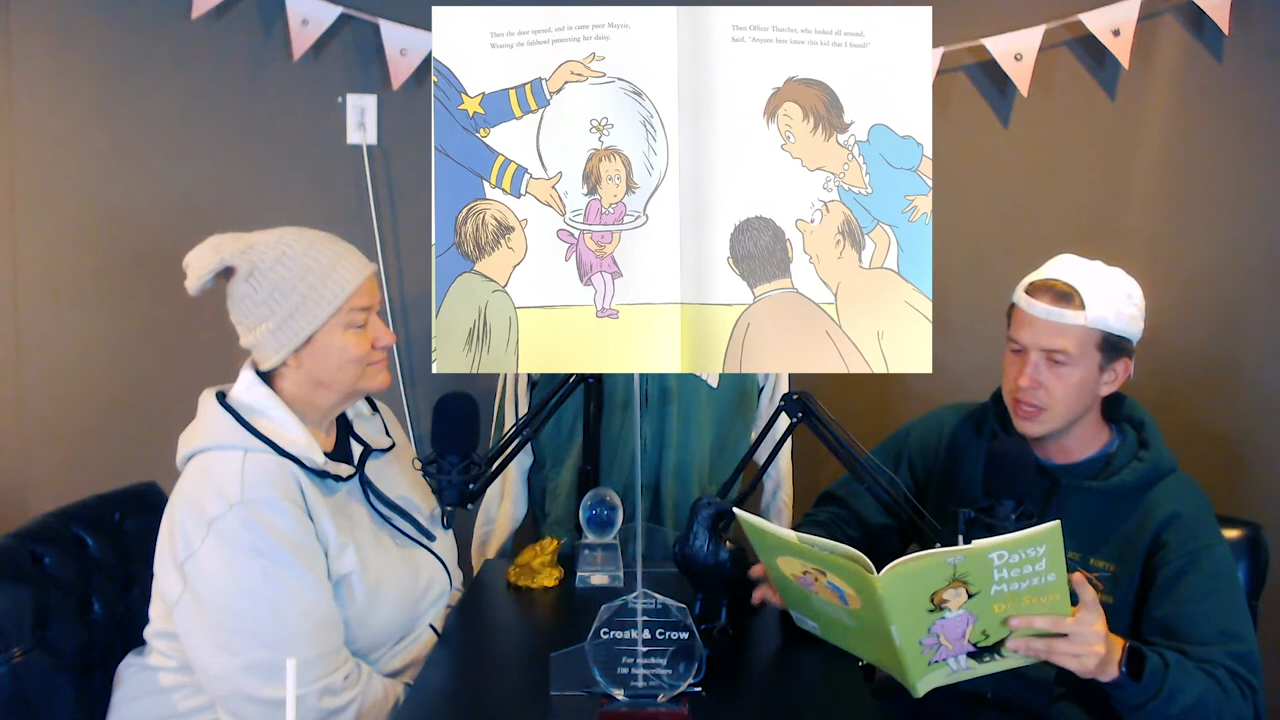 Then the door opened, and in came poor Mayzie,
Wearing the fishbowl protecting her daisy.
Then Officer Thatcher, who looked all around,
Said, "Anyone here know this kid that I found?"
Daisy
Head
Mayzie
Dr. Seuss
Croak & Crow
For reaching
100 Subscribers